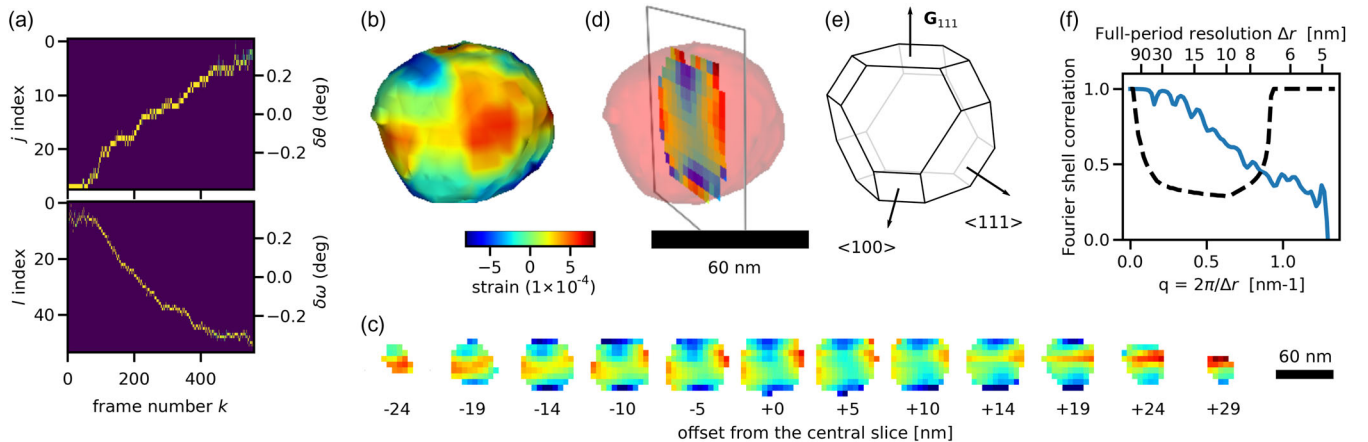 (a)
0
10
20
j index
0.2
0.0
−0.2
δθ (deg)
0
20
40
l index
0.2
0.0
−0.2
δω (deg)
0
200
400
frame number k
(b)
−5
0
5
strain (1×10⁻⁴)
(d)
60 nm
(e)
G₁₁₁
<111>
<100>
(f)
Full-period resolution Δr [nm]
90 30 15 10 8 6 5
1.0
0.5
0.0
Fourier shell correlation
0.0 0.5 1.0
q = 2π/Δr [nm-1]
(c)
60 nm
-24 -19 -14 -10 -5 +0 +5 +10 +14 +19 +24 +29
offset from the central slice [nm]